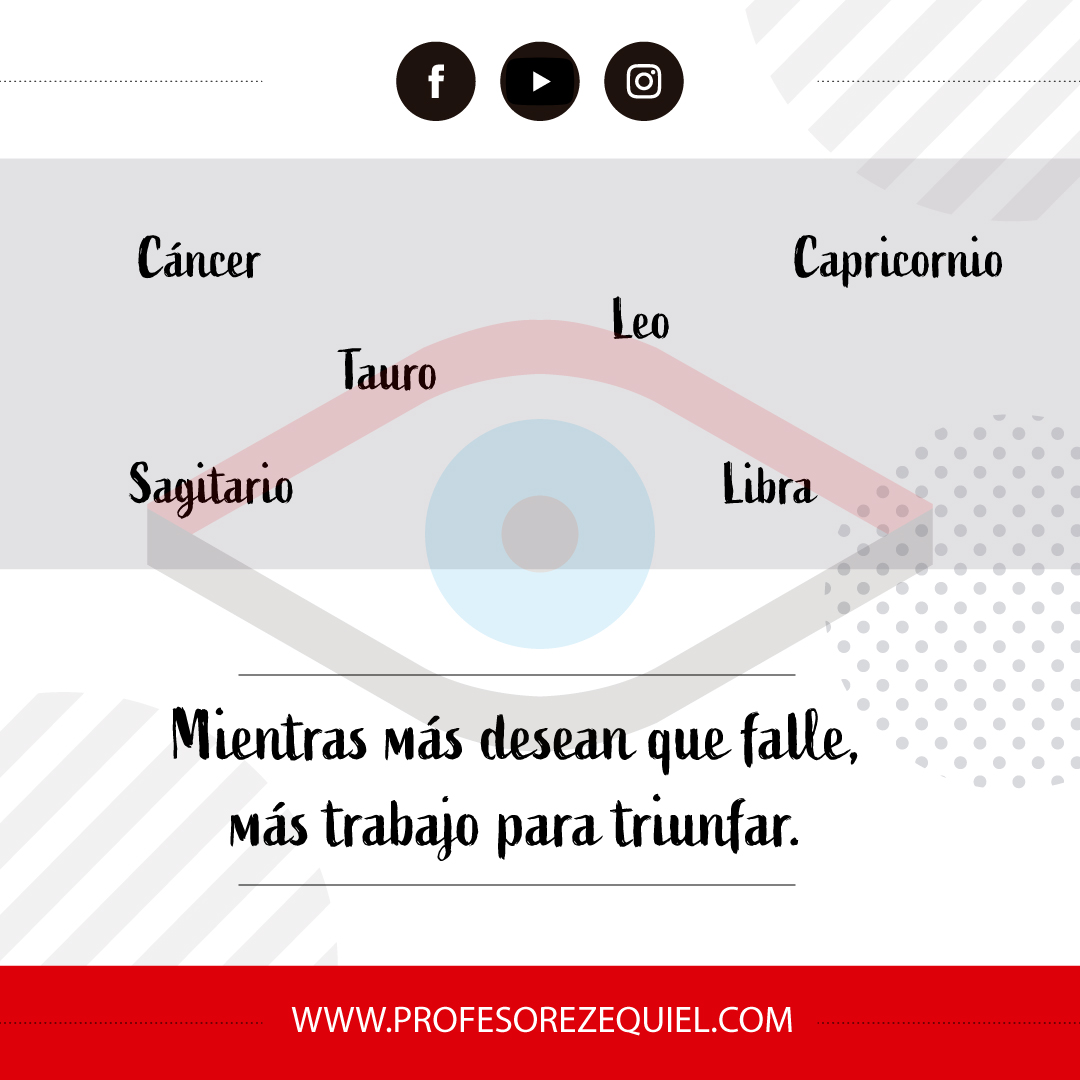 Cáncer
Capricornio
Leo
Tauro
Sagitario
Libra
Mientras más desean que falle,
más trabajo para triunfar.
WWW.PROFESOREZEQUIEL.COM